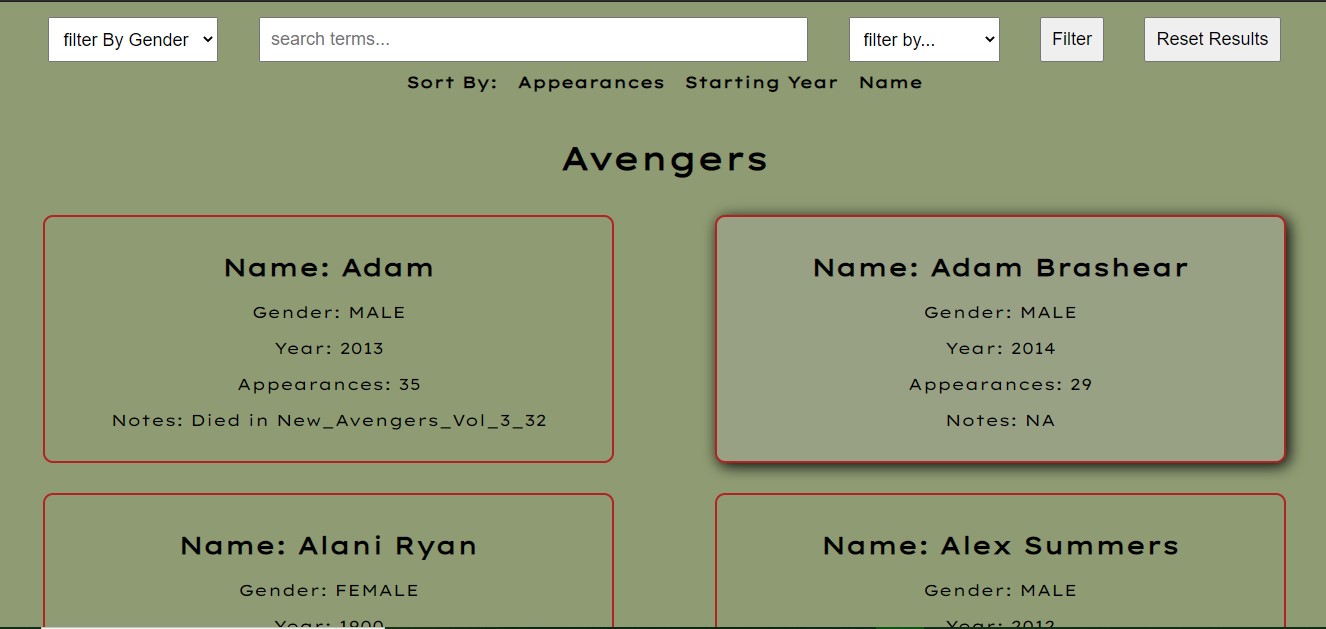 filter By Gender search terms... filter by... Filter Reset Results
Sort By: Appearances Starting Year Name
Avengers
Name: Adam
Gender: MALE
Year: 2013
Appearances: 35
Notes: Died in New_Avengers_Vol_3_32
Name: Adam Brashear
Gender: MALE
Year: 2014
Appearances: 29
Notes: NA
Name: Alani Ryan
Gender: FEMALE
Year: 1900
Name: Alex Summers
Gender: MALE
Year: 2012